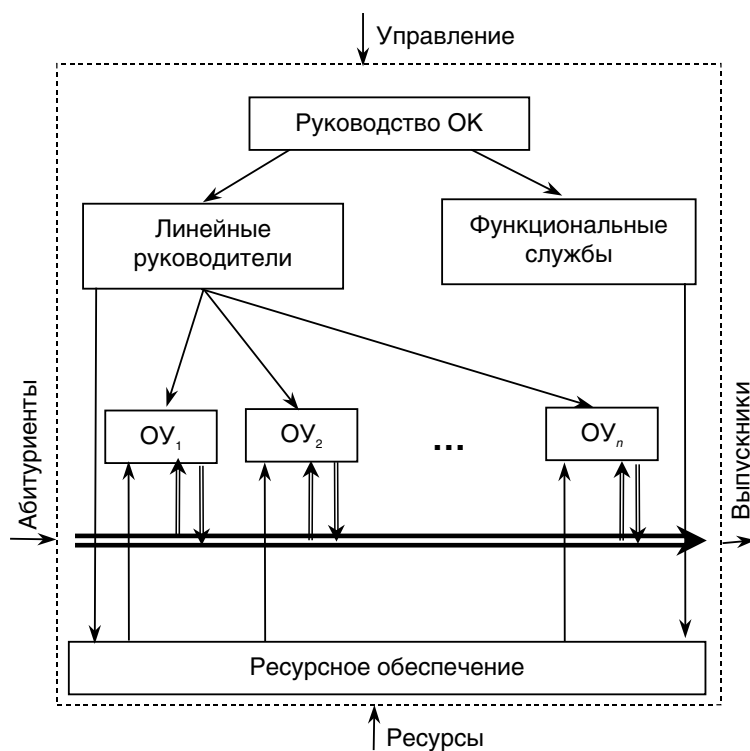 Управление
Руководство ОК
Линейные
руководители
Функциональные
службы
Абитуриенты
ОУ1
ОУ2
...
ОУn
Выпускники
Ресурсное обеспечение
Ресурсы